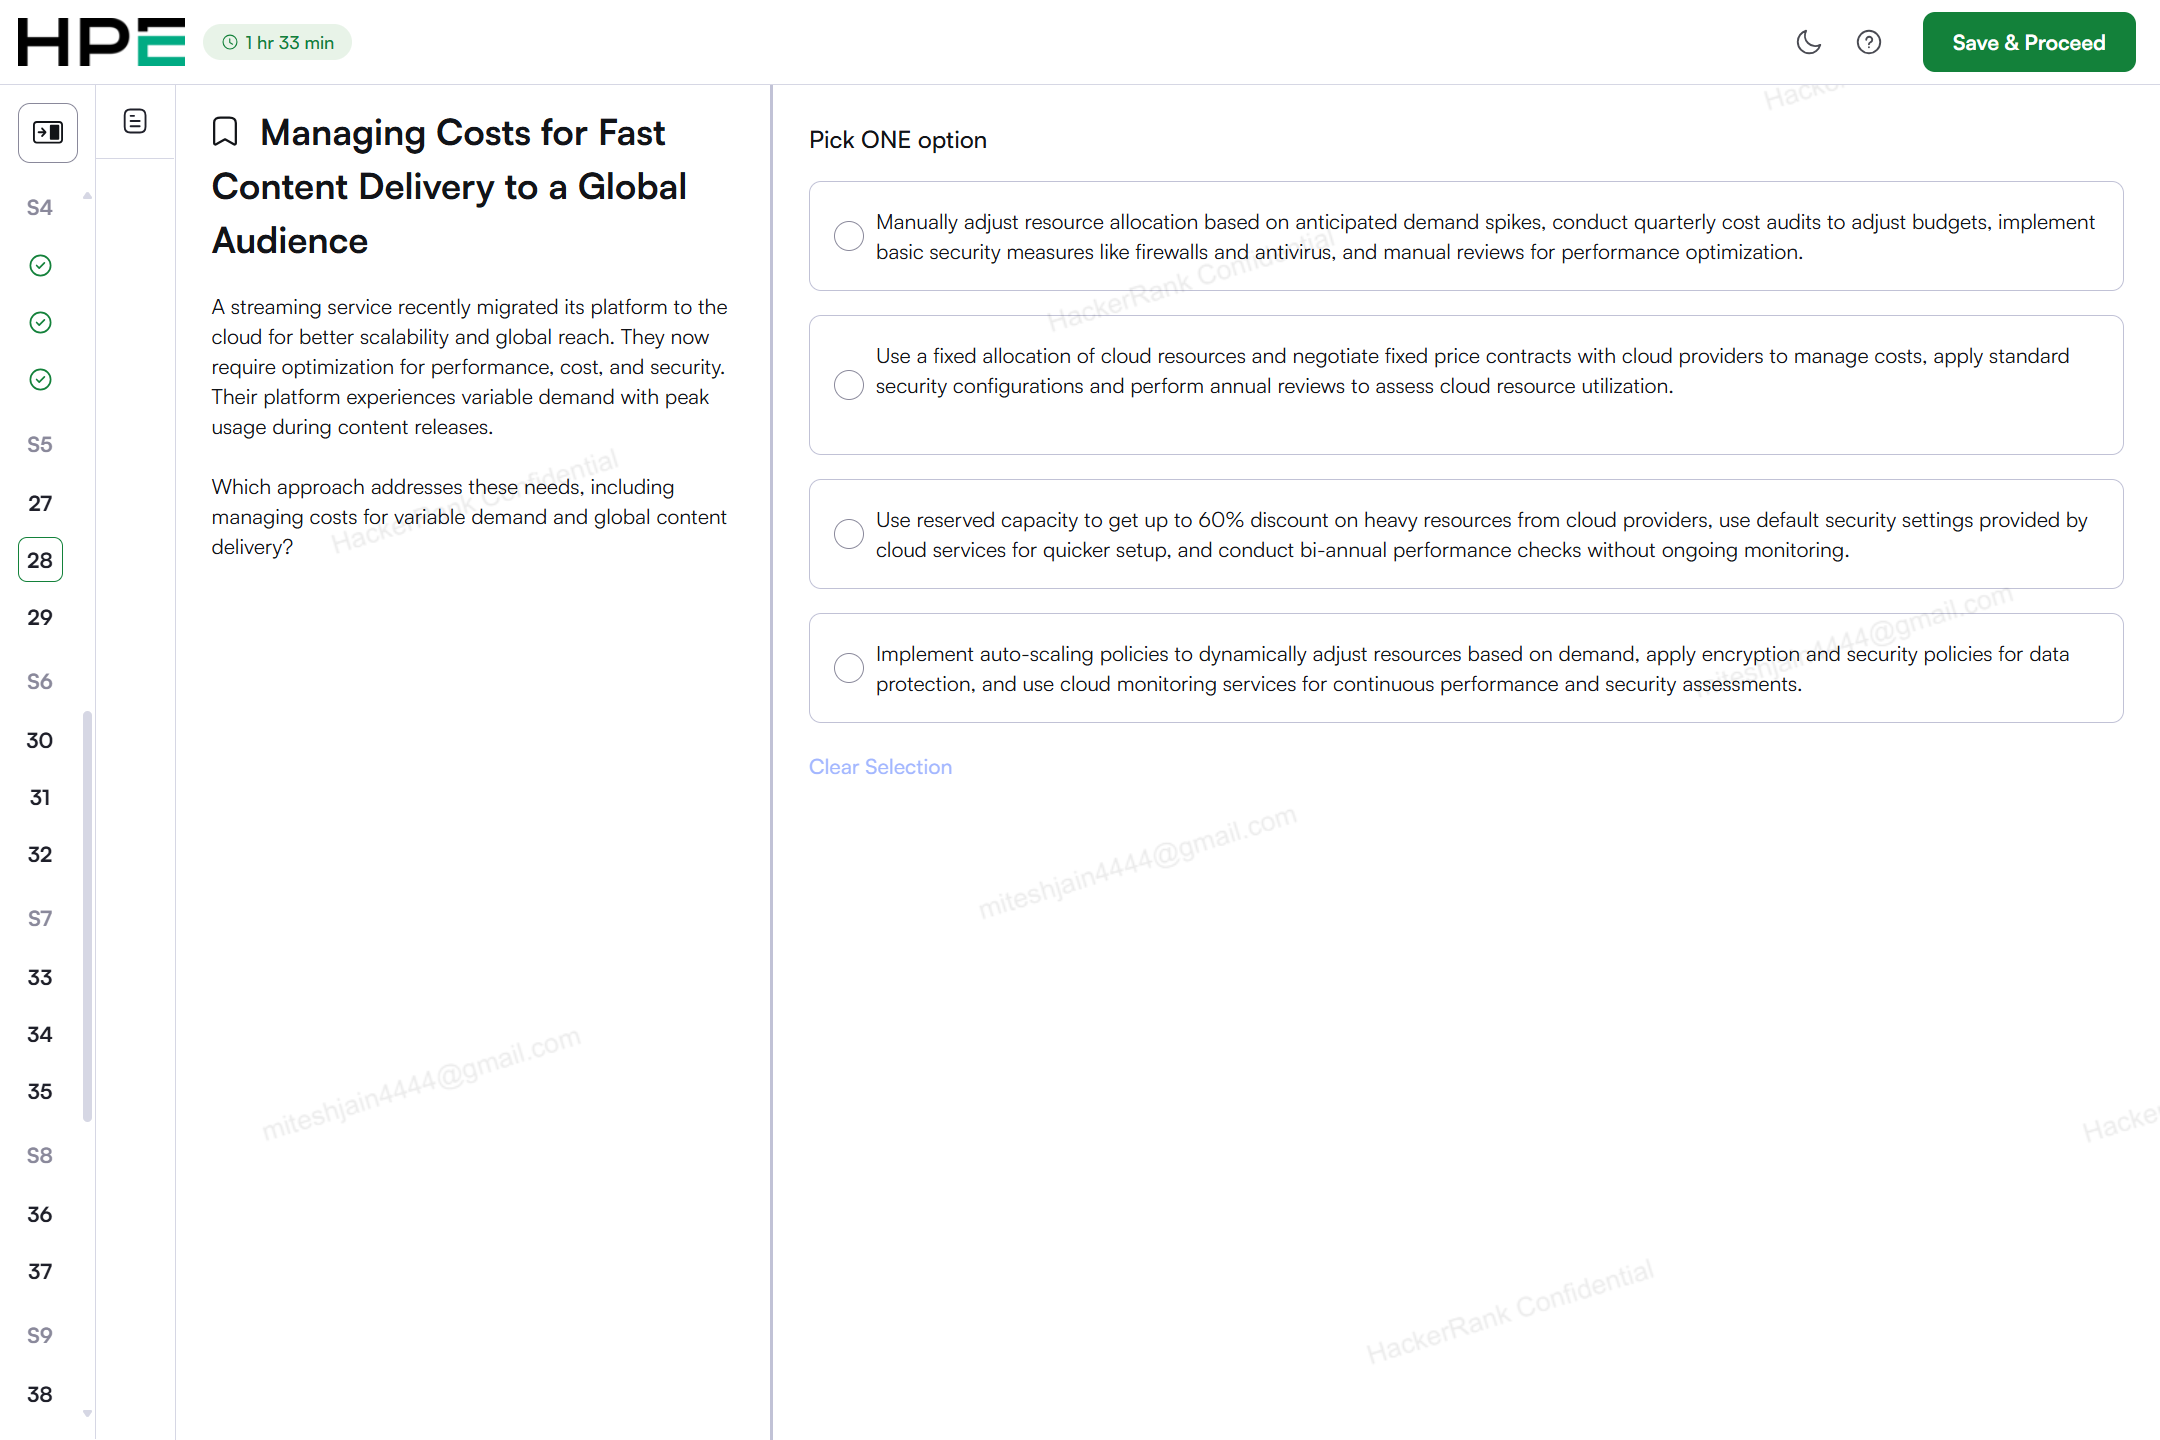 HPE
1 hr 33 min
Save & Proceed
S4
S5
27
28
29
S6
30
31
32
S7
33
34
35
S8
36
37
S9
38
Managing Costs for Fast
Content Delivery to a Global
Audience
A streaming service recently migrated its platform to the
cloud for better scalability and global reach. They now
require optimization for performance, cost, and security.
Their platform experiences variable demand with peak
usage during content releases.
Which approach addresses these needs, including
managing costs for variable demand and global content
delivery?
Pick ONE option
Manually adjust resource allocation based on anticipated demand spikes, conduct quarterly cost audits to adjust budgets, implement
basic security measures like firewalls and antivirus, and manual reviews for performance optimization.
Use a fixed allocation of cloud resources and negotiate fixed price contracts with cloud providers to manage costs, apply standard
security configurations and perform annual reviews to assess cloud resource utilization.
Use reserved capacity to get up to 60% discount on heavy resources from cloud providers, use default security settings provided by
cloud services for quicker setup, and conduct bi-annual performance checks without ongoing monitoring.
Implement auto-scaling policies to dynamically adjust resources based on demand, apply encryption and security policies for data
protection, and use cloud monitoring services for continuous performance and security assessments.
Clear Selection
HackerRank Confidential
HackerRank Confidential
miteshjain4444@gmail.com
miteshjain4444@gmail.com
miteshjain4444@gmail.com
HackerRank Confidential